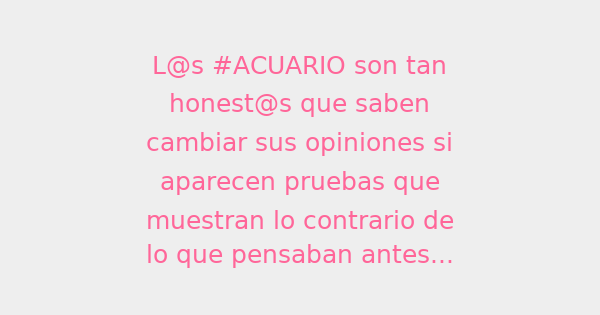 L@s #ACUARIO son tan
honest@s que saben
cambiar sus opiniones si
aparecen pruebas que
muestran lo contrario de
lo que pensaban antes...